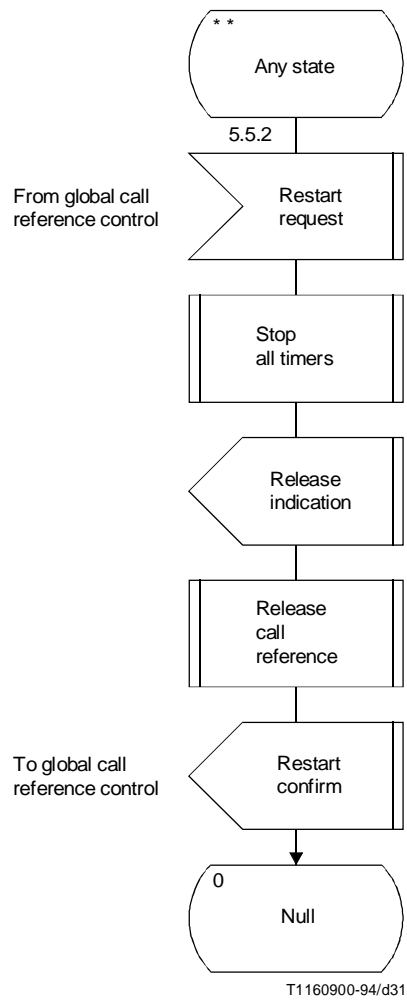 * *
Any state
5.5.2
From global call
reference control
Restart
request
Stop
all timers
Release
indication
Release
call
reference
To global call
reference control
Restart
confirm
0
Null
T1160900-94/d31